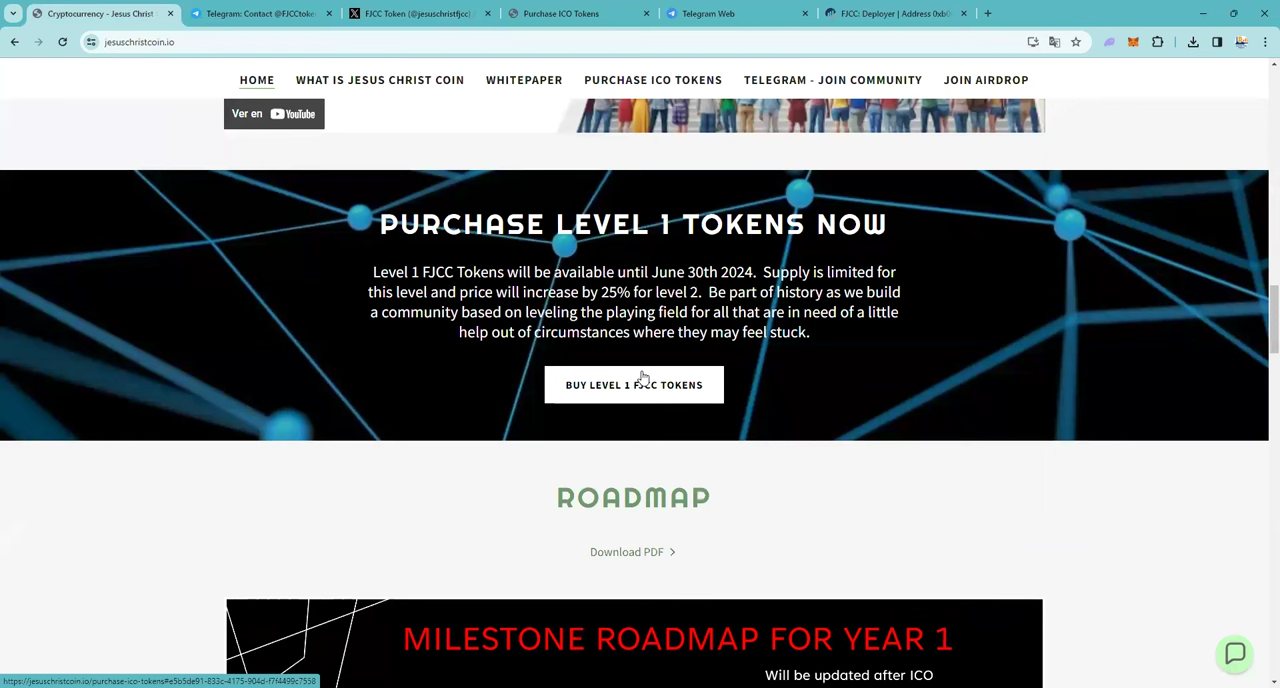 Cryptocurrency - Jesus Christ
Telegram: Contact @FJCCtoke
FJCC Token (@jesuschristfjcc)
Purchase ICO Tokens
Telegram Web
FJCC: Deployer | Address 0xb0
jesuschristcoin.io
HOME
WHAT IS JESUS CHRIST COIN
WHITEPAPER
PURCHASE ICO TOKENS
TELEGRAM - JOIN COMMUNITY
JOIN AIRDROP
Ver en YouTube
PURCHASE LEVEL 1 TOKENS NOW
Level 1 FJCC Tokens will be available until June 30th 2024. Supply is limited for
this level and price will increase by 25% for level 2. Be part of history as we build
a community based on leveling the playing field for all that are in need of a little
help out of circumstances where they may feel stuck.
BUY LEVEL 1 FJCC TOKENS
ROADMAP
Download PDF
MILESTONE ROADMAP FOR YEAR 1
Will be updated after ICO
https://jesuschristcoin.io/purchase-ico-tokens#e5b5de91-833c-4175-904d-f7f4499c7558